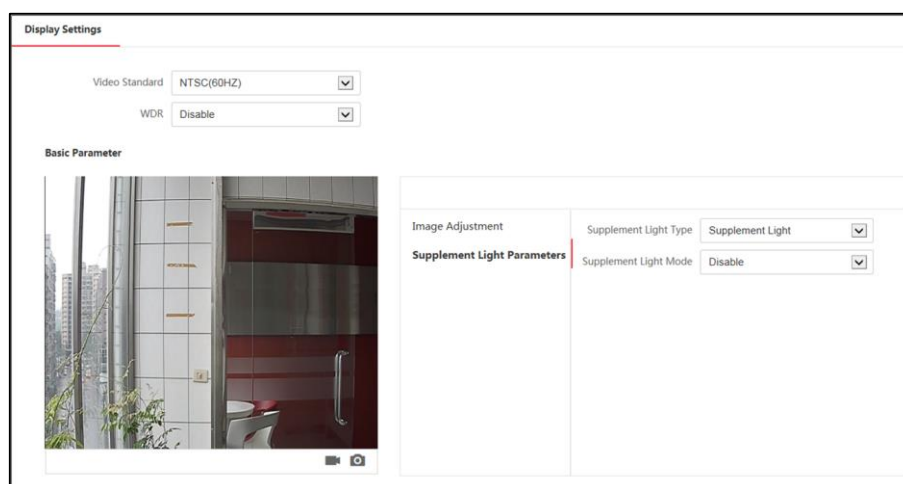 Display Settings
Video Standard NTSC(60HZ)
WDR Disable
Basic Parameter
Image Adjustment
Supplement Light Parameters
Supplement Light Type Supplement Light
Supplement Light Mode Disable